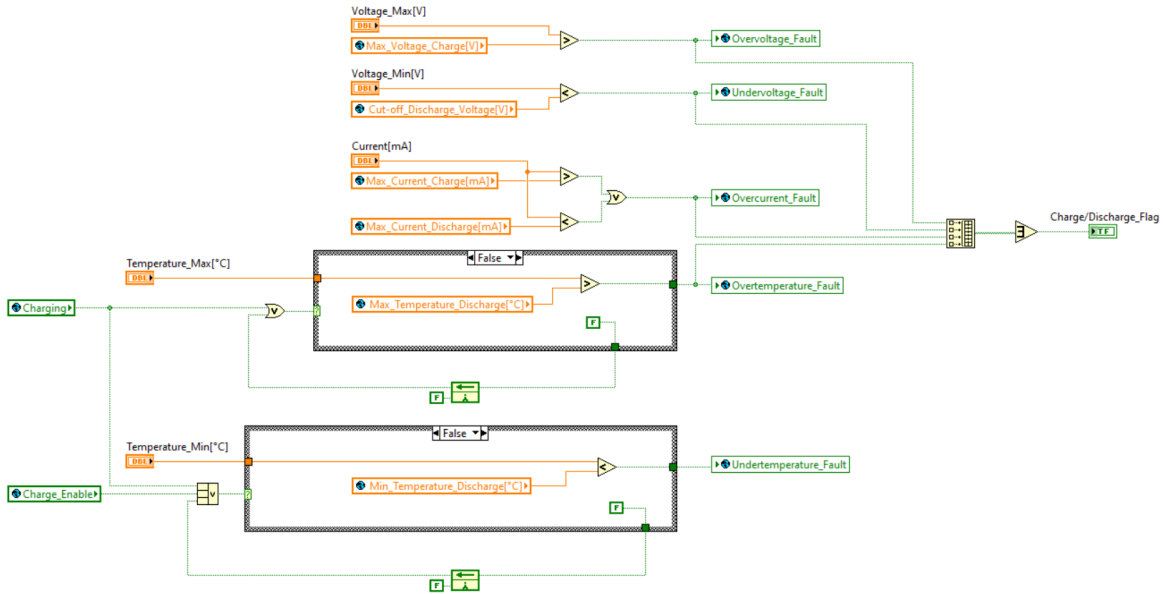 Voltage_Max[V]
DBL
Max_Voltage_Charge[V]
>
Overvoltage_Fault
Voltage_Min[V]
DBL
Cut-off_Discharge_Voltage[V]
<
Undervoltage_Fault
Current[mA]
DBL
Max_Current_Charge[mA]
>
V
Max_Current_Discharge[mA]
<
Overcurrent_Fault
Charge/Discharge_Flag
TF
False
Temperature_Max[°C]
DBL
Max_Temperature_Discharge[°C]
>
Overtemperature_Fault
Charging
V
?
F
F
False
Temperature_Min[°C]
DBL
Min_Temperature_Discharge[°C]
<
Undertemperature_Fault
Charge_Enable
V
?
F
F